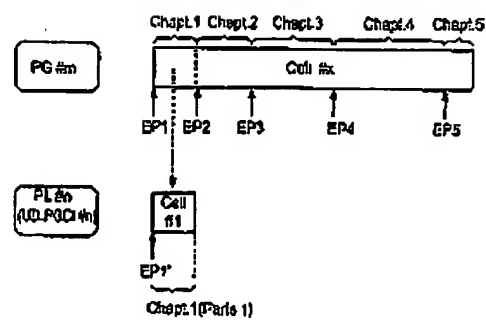 Chapt.1 Chapt.2 Chapt.3 Chapt.4 Chapt.5
PG #m
Cell #x
EP1 EP2 EP3 EP4 EP5
PL #n
(UD_PGCI #n)
Cell
#1
EP1'
Chapt.1(Paris 1)